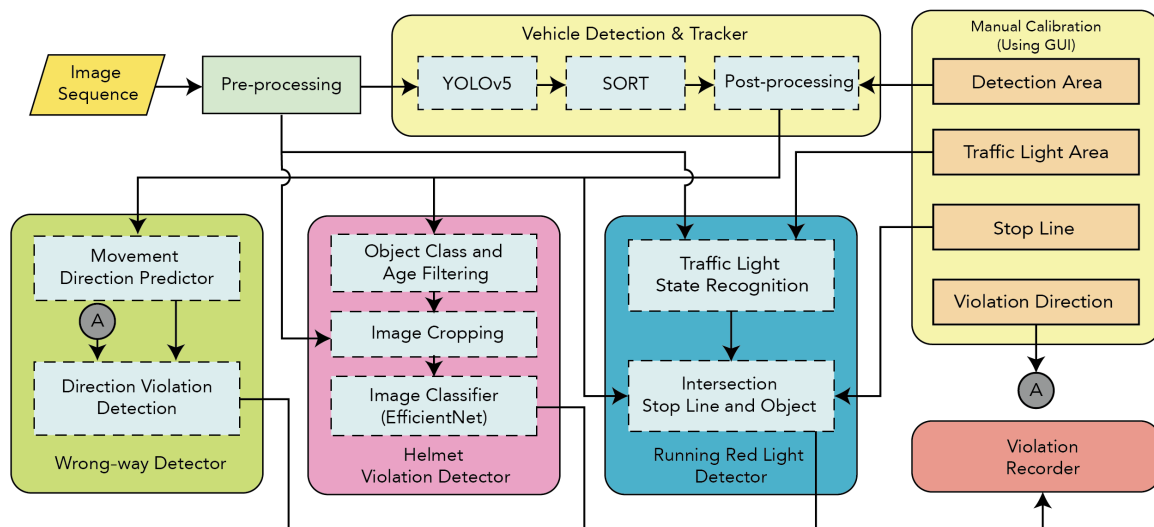 Image
Sequence
Pre-processing
Vehicle Detection & Tracker
YOLOv5
SORT
Post-processing
Manual Calibration
(Using GUI)
Detection Area
Traffic Light Area
Stop Line
Violation Direction
A
Movement
Direction Predictor
A
Direction Violation
Detection
Wrong-way Detector
Object Class and
Age Filtering
Image Cropping
Image Classifier
(EfficientNet)
Helmet
Violation Detector
Traffic Light
State Recognition
Intersection
Stop Line and Object
Running Red Light
Detector
Violation
Recorder